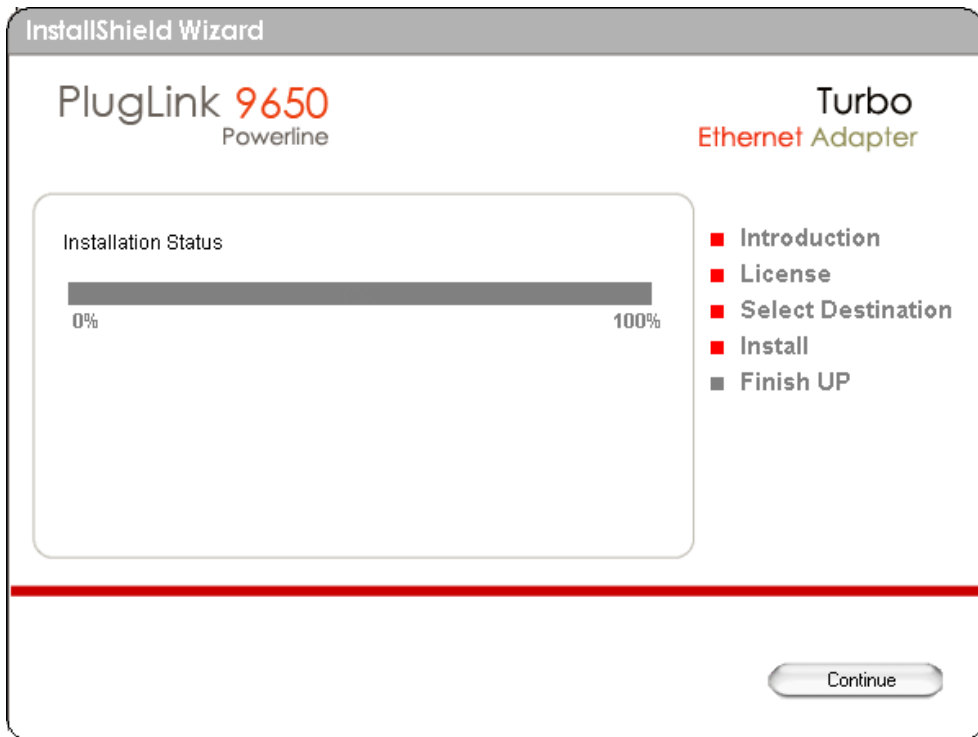 InstallShield Wizard
PlugLink 9650
Powerline
Turbo
Ethernet Adapter
Installation Status
0% 100%
Introduction
License
Select Destination
Install
Finish UP
Continue